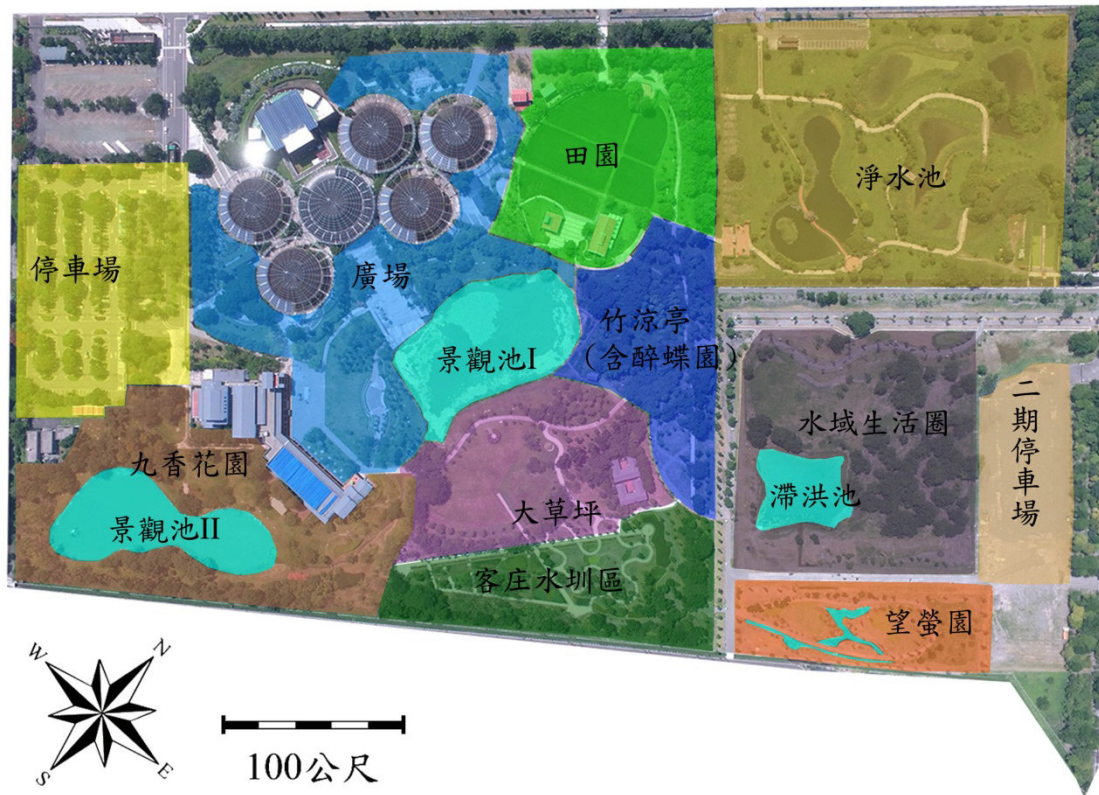 田園
淨水池
停車場
廣場
竹涼亭
（含醉蝶園）
景觀池I
二期停車場
水域生活圈
九香花園
滯洪池
大草坪
景觀池II
客庄水圳區
望螢園
W
N
S
E
100公尺